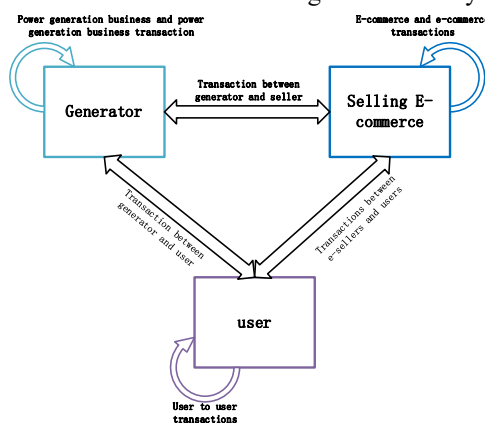 Power generation business and power
generation business transaction
E-commerce and e-commerce
transactions
Transaction between
generator and seller
Generator
Selling E-
commerce
Transaction between
generator and user
Transactions between
e-sellers and users
user
User to user
transactions